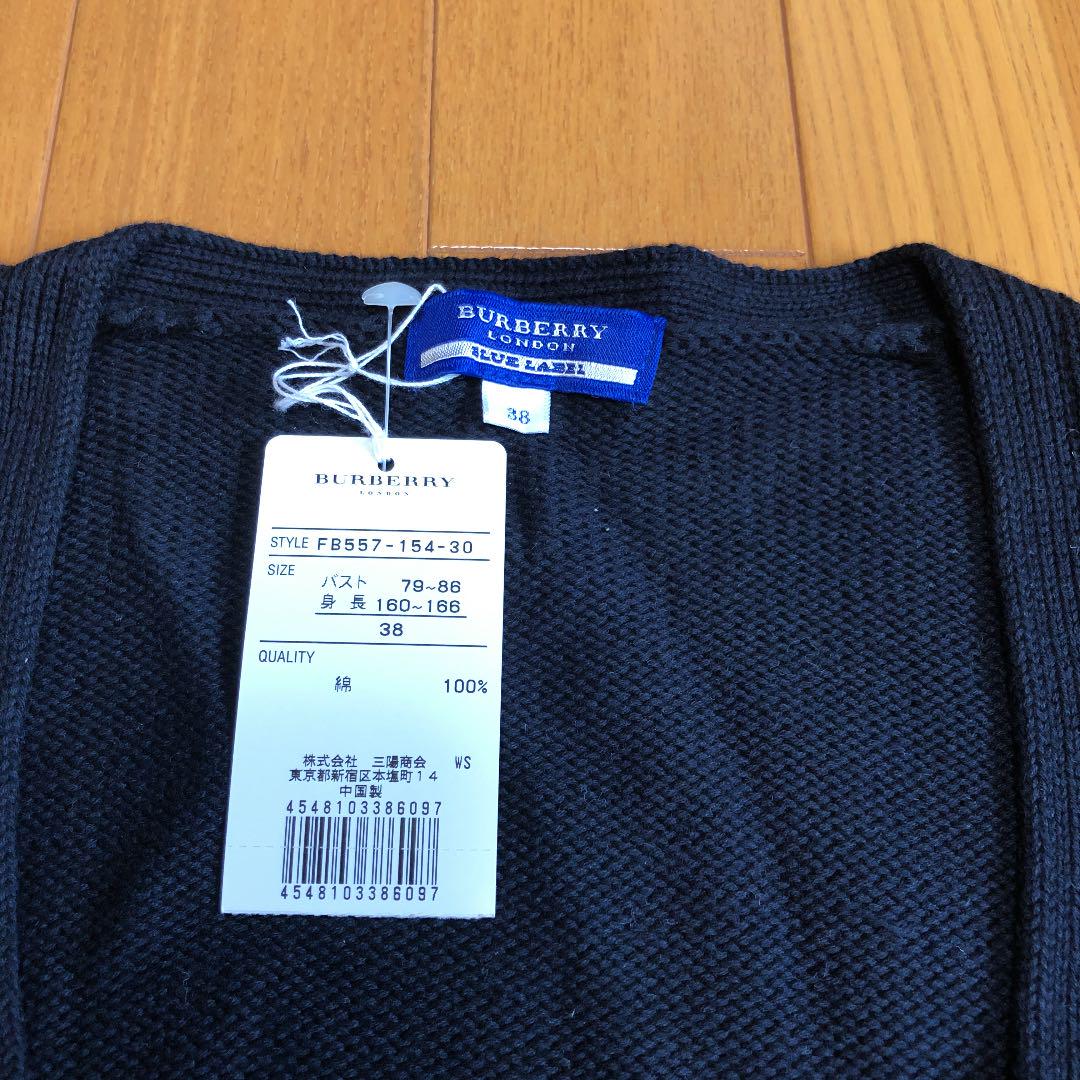 BURBERRY
LONDON
BLUE LABEL
38
BURBERRY
LONDON
STYLE FB557-154-30
SIZE
バスト 79~86
身長 160~166
38
QUALITY
綿 100%
株式会社 三陽商会 WS
東京都新宿区本塩町14
中国製
4548103386097
4548103386097